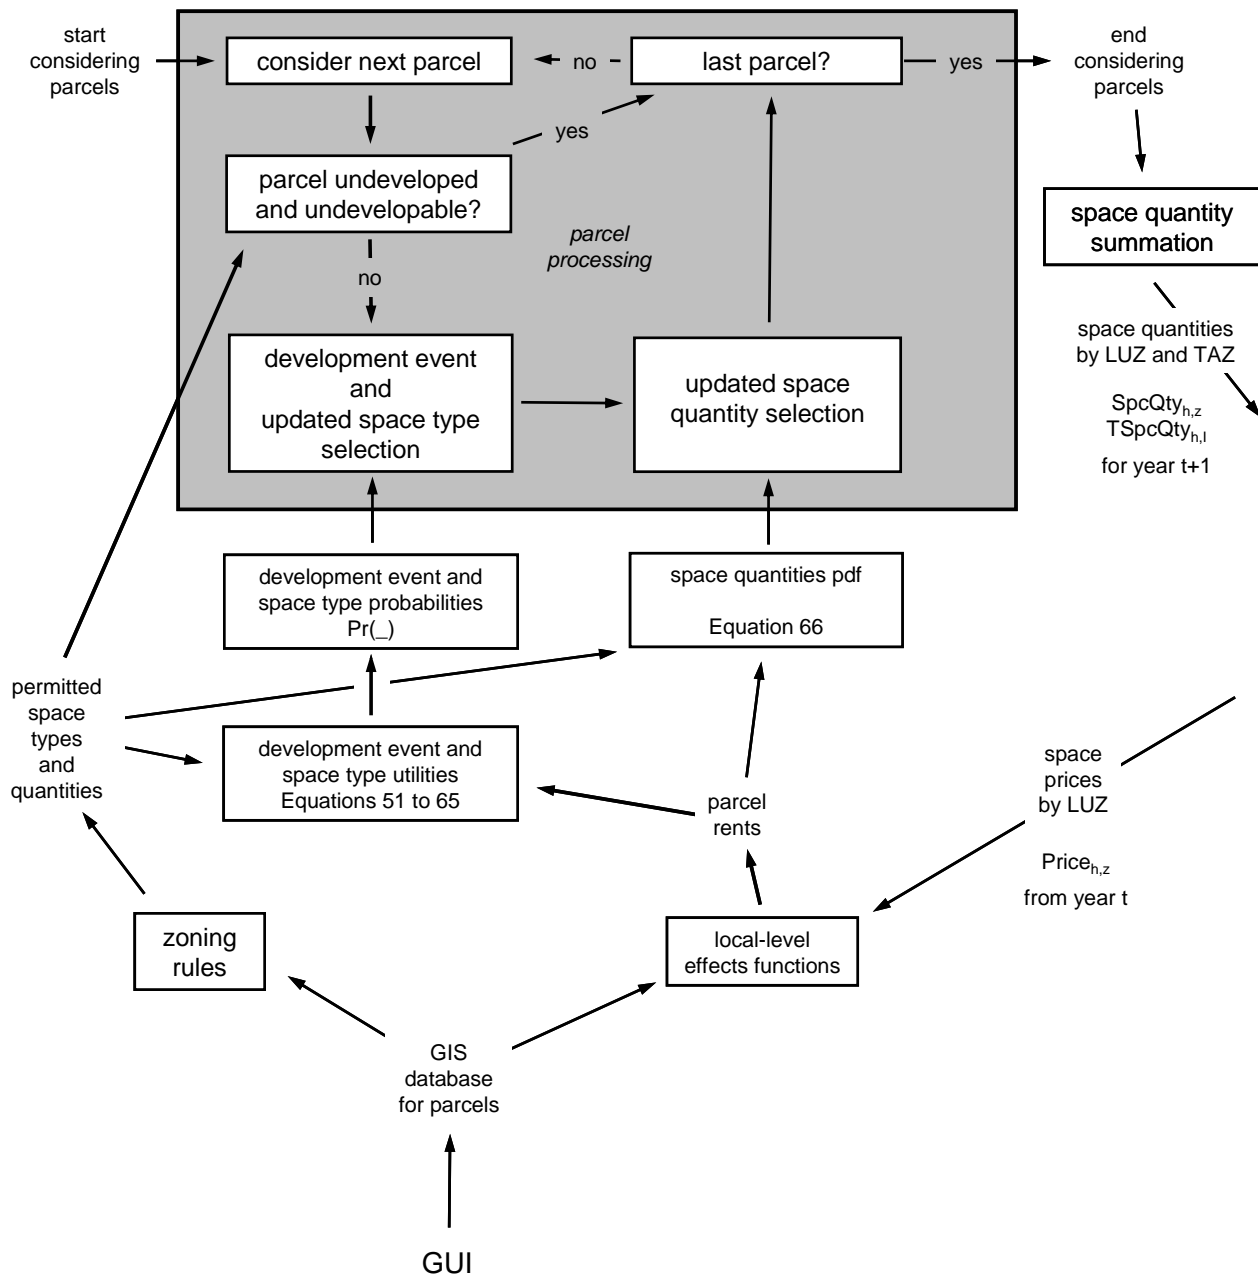 start
considering
parcels
consider next parcel
no
last parcel?
yes
end
considering
parcels
yes
parcel undeveloped
and undevelopable?
parcel
processing
no
space quantity
summation
development event
and
updated space type
selection
updated space
quantity selection
space quantities
by LUZ and TAZ
SpcQtyh,z
TSpcQtyh,l
for year t+1
development event and
space type probabilities
Pr(_)
space quantities pdf
Equation 66
permitted
space
types
and
quantities
development event and
space type utilities
Equations 51 to 65
parcel
rents
space
prices
by LUZ
Priceh,z
from year t
zoning
rules
local-level
effects functions
GIS
database
for parcels
GUI